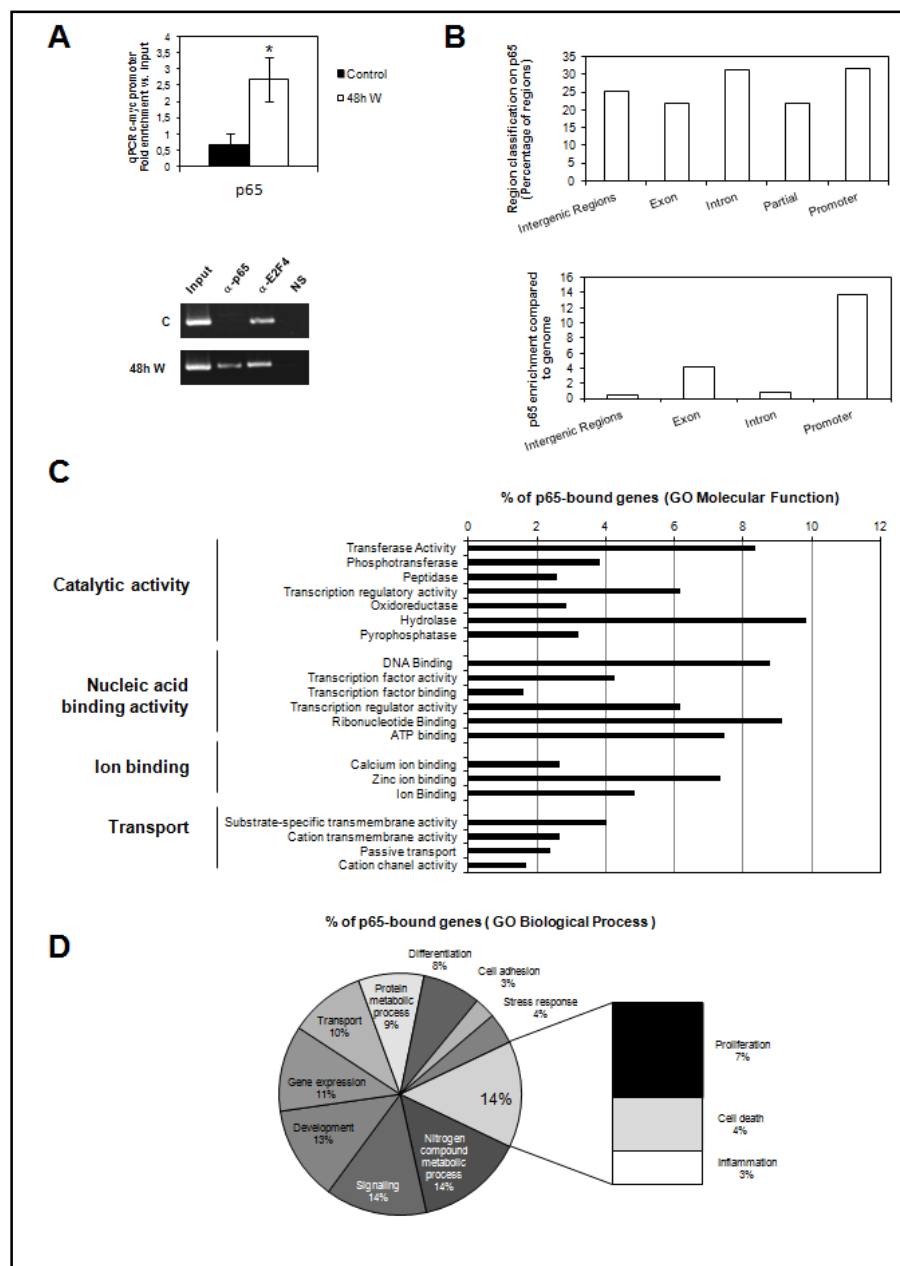 A
qPCR c-myc promoter
Fold enrichment vs. Input
4
3,5
3
2,5
2
1,5
1
0,5
0
*
Control
48h W
p65
Input
α-p65
α-E2F4
NS
C
48h W
B
Region classification on p65
(Percentage of regions)
35
30
25
20
15
10
5
0
Intergenic Regions
Exon
Intron
Partial
Promoter
p65 enrichment compared
to genome
16
14
12
10
8
6
4
2
0
Intergenic Regions
Exon
Intron
Promoter
C
% of p65-bound genes (GO Molecular Function)
0 2 4 6 8 10 12
Catalytic activity
Transferase Activity
Phosphotransferase
Peptidase
Transcription regulatory activity
Oxidoreductase
Hydrolase
Pyrophosphatase
Nucleic acid
binding activity
DNA Binding
Transcription factor activity
Transcription factor binding
Transcription regulator activity
Ribonucleotide Binding
ATP binding
Ion binding
Calcium ion binding
Zinc ion binding
Ion Binding
Transport
Substrate-specific transmembrane activity
Cation transmembrane activity
Passive transport
Cation chanel activity
D
% of p65-bound genes ( GO Biological Process )
Differentiation
8%
Cell adhesion
3%
Stress response
4%
14%
Nitrogen
compound
metabolic
process
14%
Signalling
14%
Development
13%
Gene expression
11%
Transport
10%
Protein
metabolic
process
9%
Proliferation
7%
Cell death
4%
Inflammation
3%